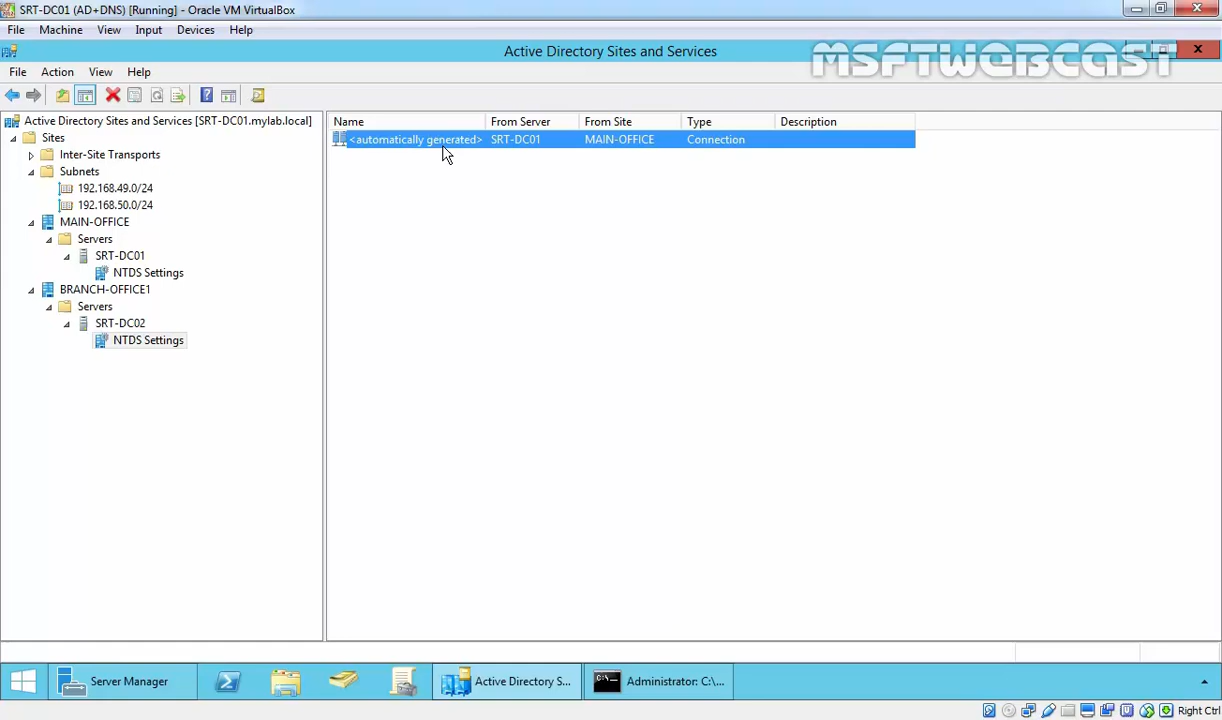 SRT-DC01 (AD+DNS) [Running] - Oracle VM VirtualBox
File Machine View Input Devices Help
Active Directory Sites and Services
MSFTWEBCAST
File Action View Help
Active Directory Sites and Services [SRT-DC01.mylab.local]
Sites
Inter-Site Transports
Subnets
192.168.49.0/24
192.168.50.0/24
MAIN-OFFICE
Servers
SRT-DC01
NTDS Settings
BRANCH-OFFICE1
Servers
SRT-DC02
NTDS Settings
Name From Server From Site Type Description
<automatically generated> SRT-DC01 MAIN-OFFICE Connection
Server Manager Active Directory S... Administrator: C:\...
Right Ctrl